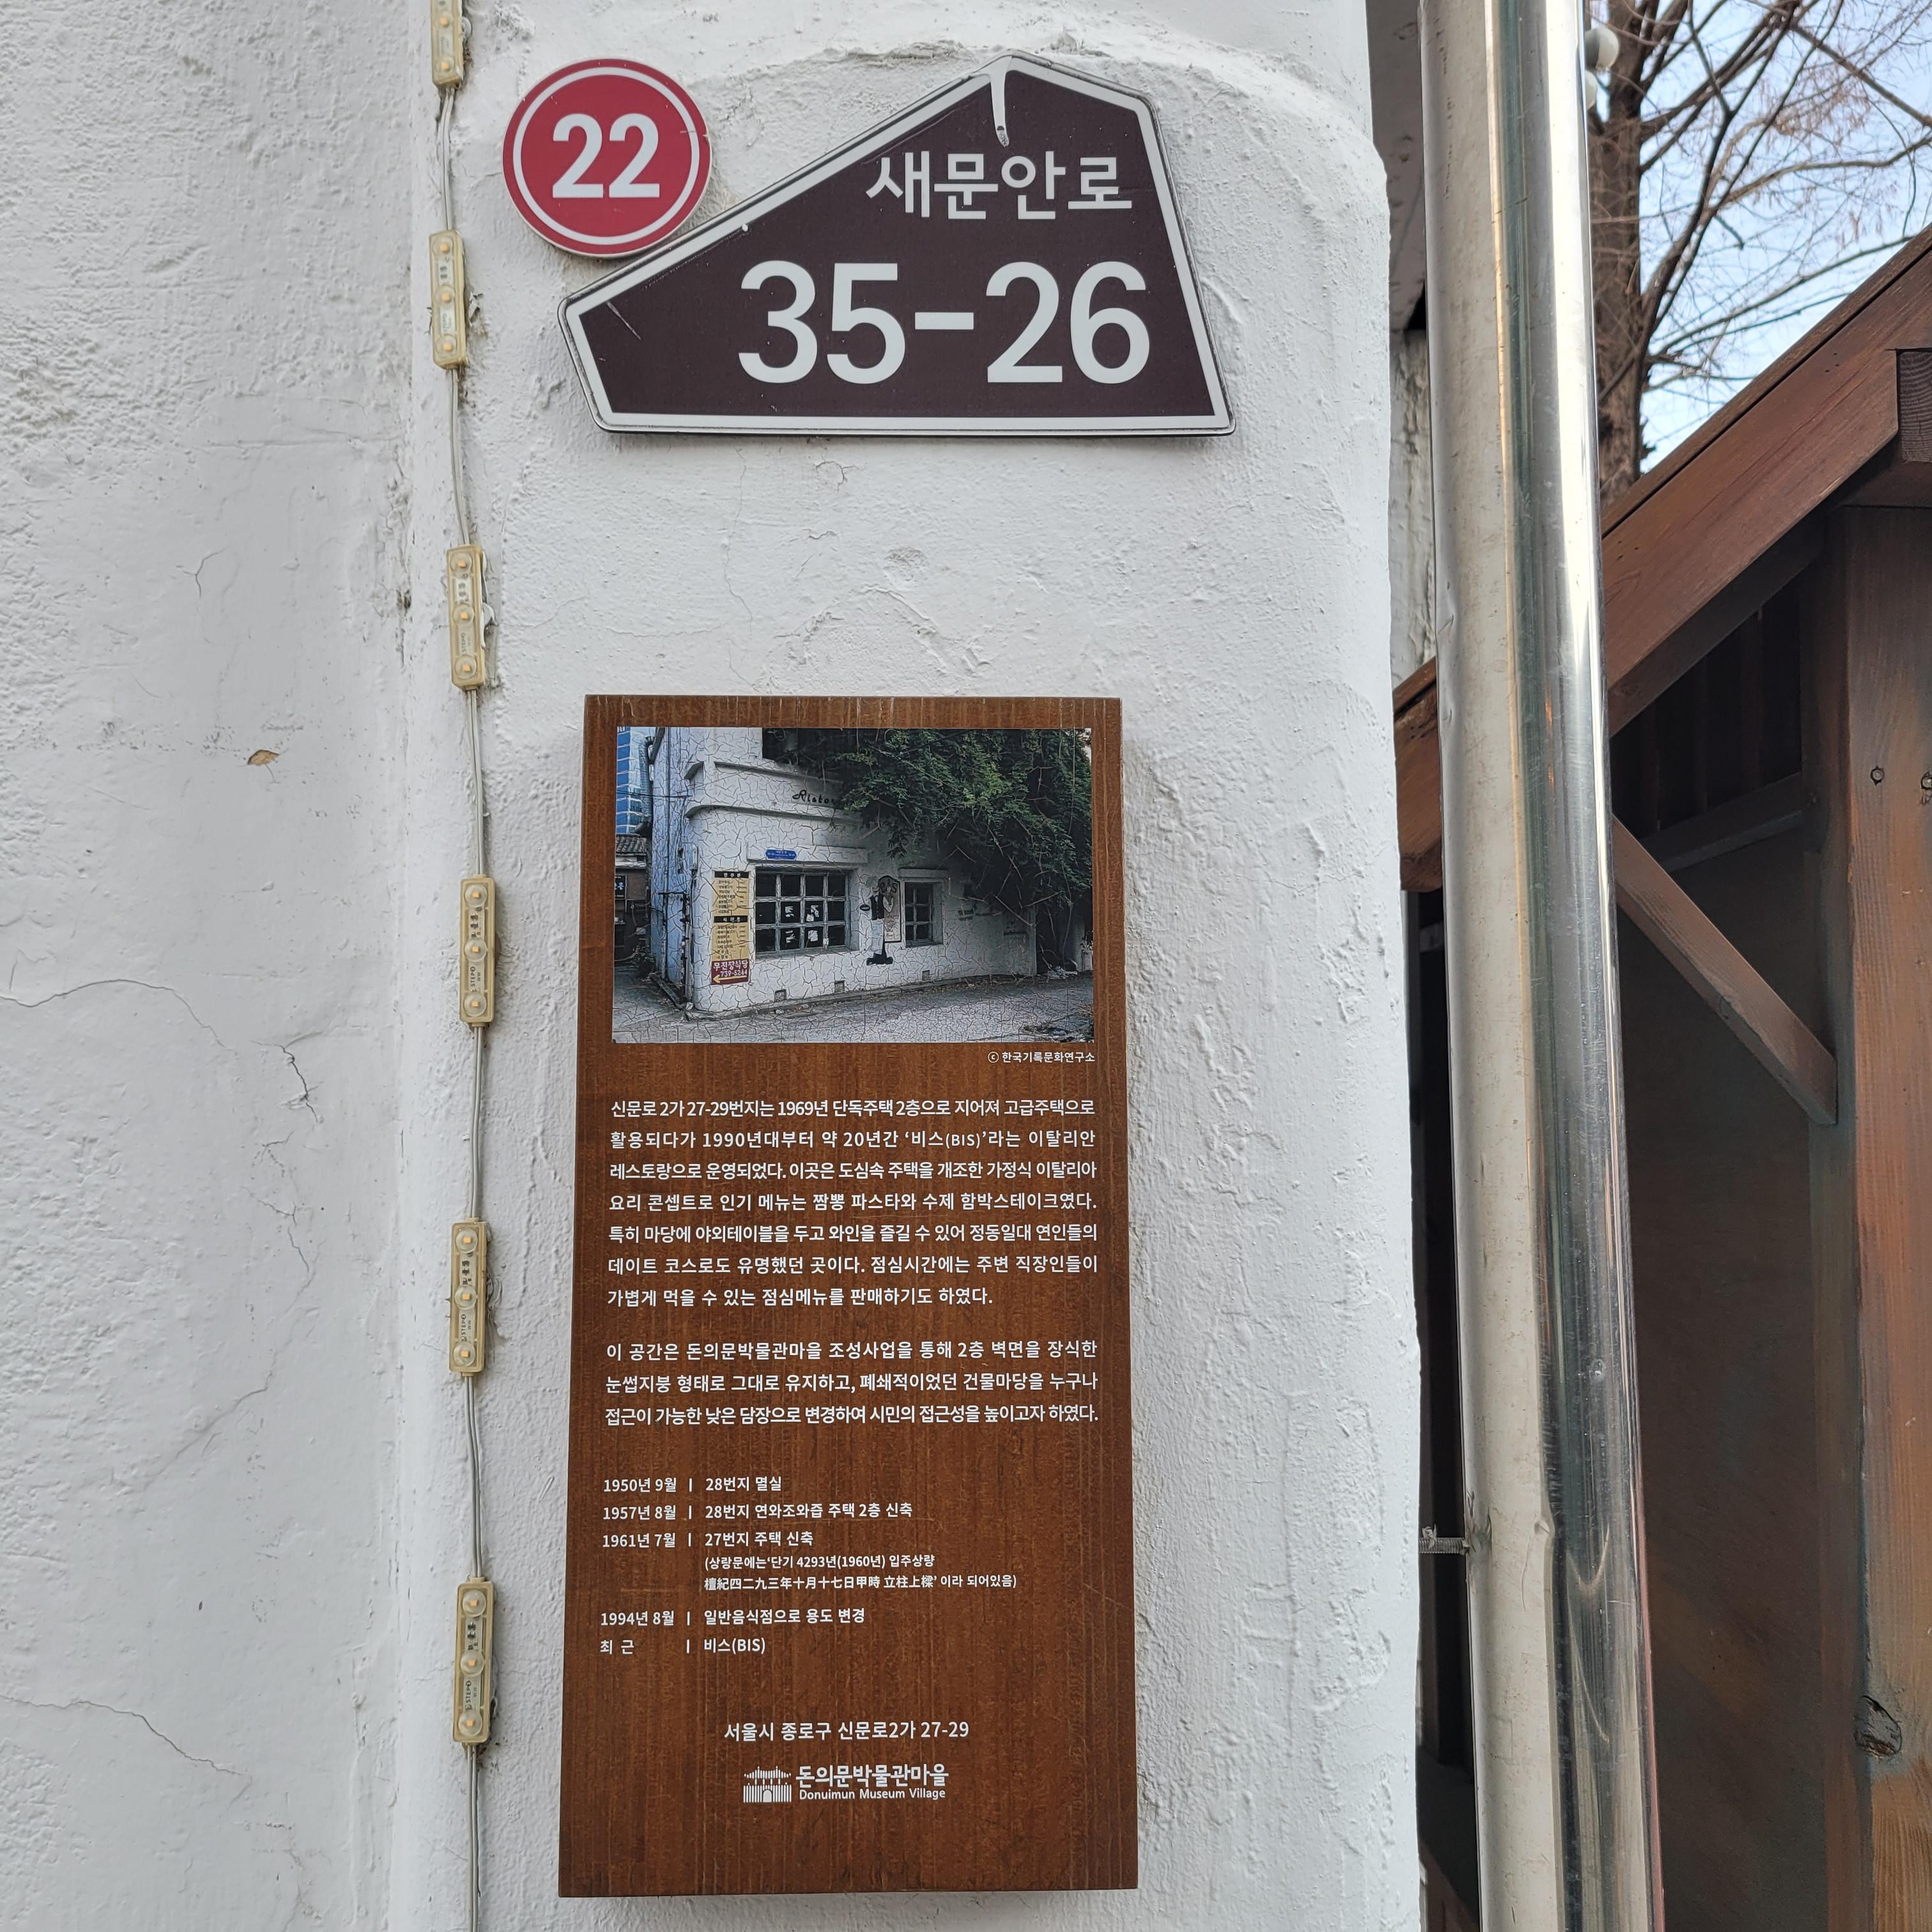 22
새문안로
35-26
ⓒ 한국기록문화연구소
신문로 2가 27-29번지는 1969년 단독주택 2층으로 지어져 고급주택으로
활용되다가 1990년대부터 약 20년간 ‘비스(BIS)’라는 이탈리안
레스토랑으로 운영되었다. 이곳은 도심속 주택을 개조한 가정식 이탈리아
요리 콘셉트로 인기 메뉴는 짬뽕 파스타와 수제 함박스테이크였다.
특히 마당에 야외테이블을 두고 와인을 즐길 수 있어 정동일대 연인들의
데이트 코스로도 유명했던 곳이다. 점심시간에는 주변 직장인들이
가볍게 먹을 수 있는 점심메뉴를 판매하기도 하였다.
이 공간은 돈의문박물관마을 조성사업을 통해 2층 벽면을 장식한
눈썹지붕 형태로 그대로 유지하고, 폐쇄적이었던 건물마당을 누구나
접근이 가능한 낮은 담장으로 변경하여 시민의 접근성을 높이고자 하였다.
1950년 9월 | 28번지 멸실
1957년 8월 | 28번지 연와조와즙 주택 2층 신축
1961년 7월 | 27번지 주택 신축
(상량문에는‘단기 4293년(1960년) 입주상량
檀紀四二九三年十月十七日甲時 立柱上樑’ 이라 되어있음)
1994년 8월 | 일반음식점으로 용도 변경
최 근 | 비스(BIS)
서울시 종로구 신문로2가 27-29
돈의문박물관마을
Donuimun Museum Village